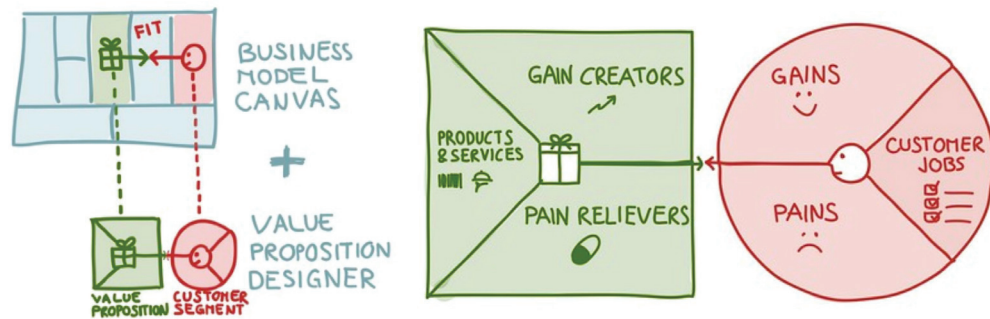 FIT
BUSINESS
MODEL
CANVAS
+
VALUE
PROPOSITION
DESIGNER
VALUE
PROPOSITION
CUSTOMER
SEGMENT
GAIN CREATORS
PRODUCTS
& SERVICES
PAIN RELIEVERS
GAINS
CUSTOMER
JOBS
PAINS